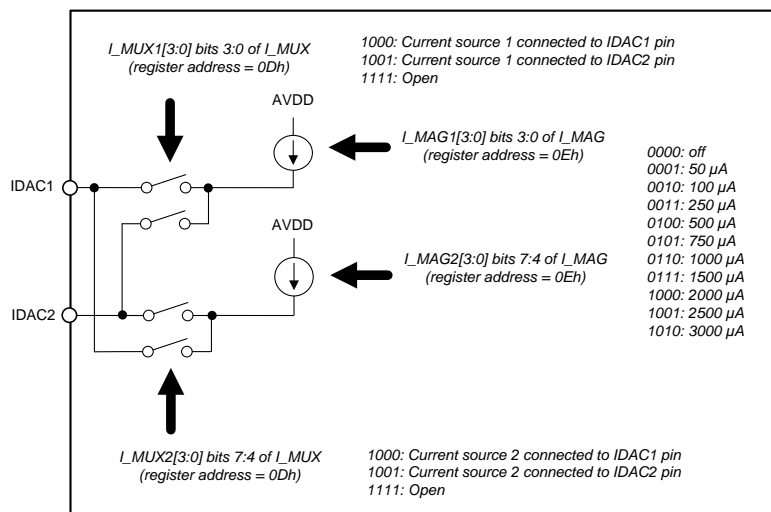 I_MUX1[3:0] bits 3:0 of I_MUX
(register address = 0Dh)
1000: Current source 1 connected to IDAC1 pin
1001: Current source 1 connected to IDAC2 pin
1111: Open
AVDD
I_MAG1[3:0] bits 3:0 of I_MAG
(register address = 0Eh)
IDAC1
AVDD
I_MAG2[3:0] bits 7:4 of I_MAG
(register address = 0Eh)
0000: off
0001: 50 µA
0010: 100 µA
0011: 250 µA
0100: 500 µA
0101: 750 µA
0110: 1000 µA
0111: 1500 µA
1000: 2000 µA
1001: 2500 µA
1010: 3000 µA
IDAC2
I_MUX2[3:0] bits 7:4 of I_MUX
(register address = 0Dh)
1000: Current source 2 connected to IDAC1 pin
1001: Current source 2 connected to IDAC2 pin
1111: Open